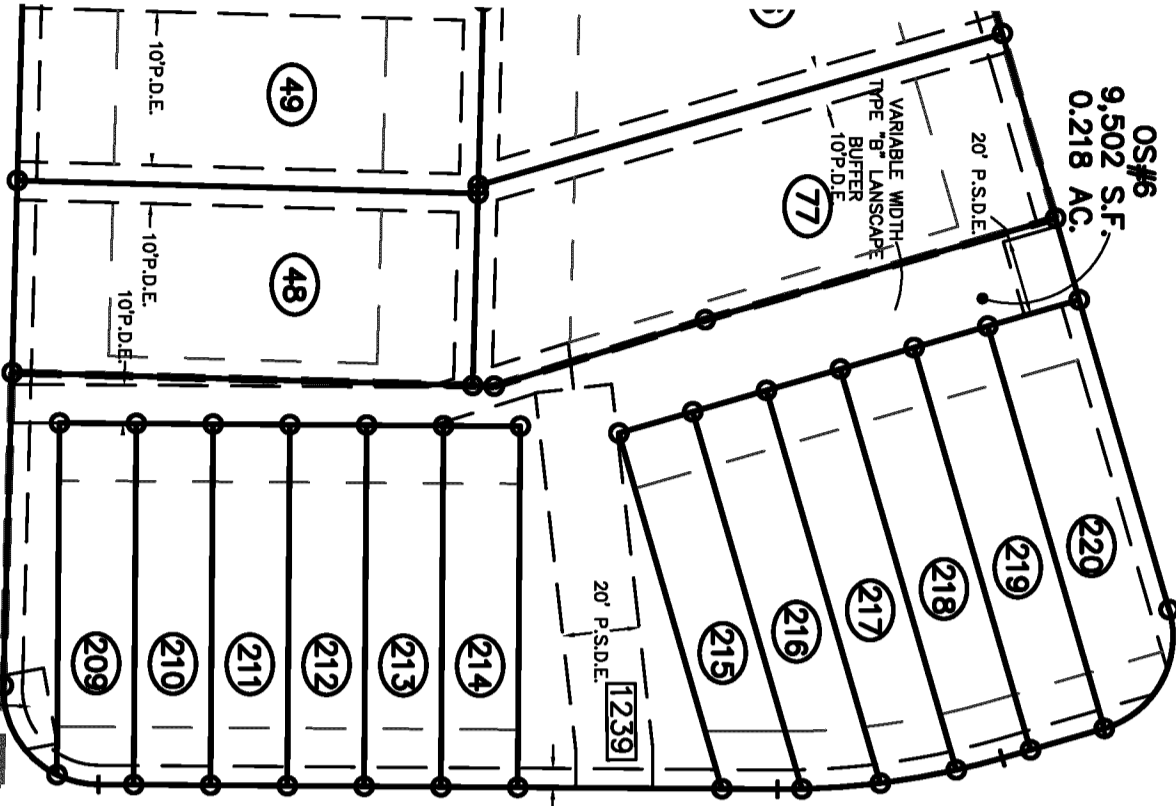 OS#6
9,502 S.F.
0.218 AC.
20' P.S.D.E.
VARIABLE WIDTH
TYPE "B" LANSCAPE
BUFFER
10'P.D.E
77
49
10'P.D.E.
48
10'P.D.E.
10'P.D.E.
220
219
218
217
216
215
20' P.S.D.E.
1239
214
213
212
211
210
209